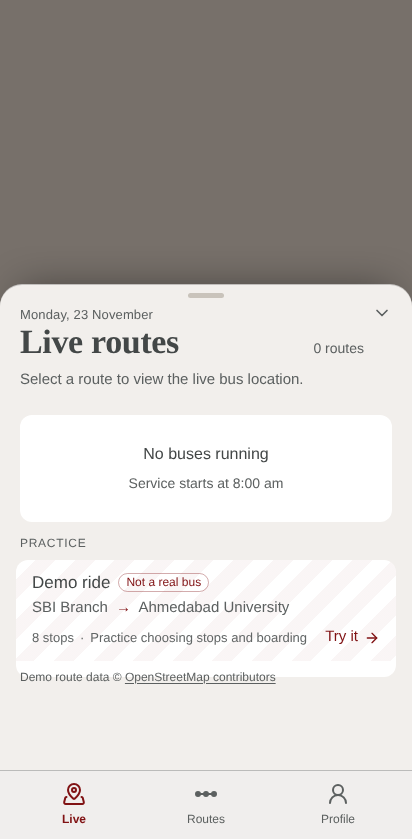 Monday, 23 November
Live routes
0 routes
Select a route to view the live bus location.
No buses running
Service starts at 8:00 am
PRACTICE
Demo ride Not a real bus
SBI Branch → Ahmedabad University
8 stops · Practice choosing stops and boarding Try it →
Demo route data © OpenStreetMap contributors
Live Routes Profile